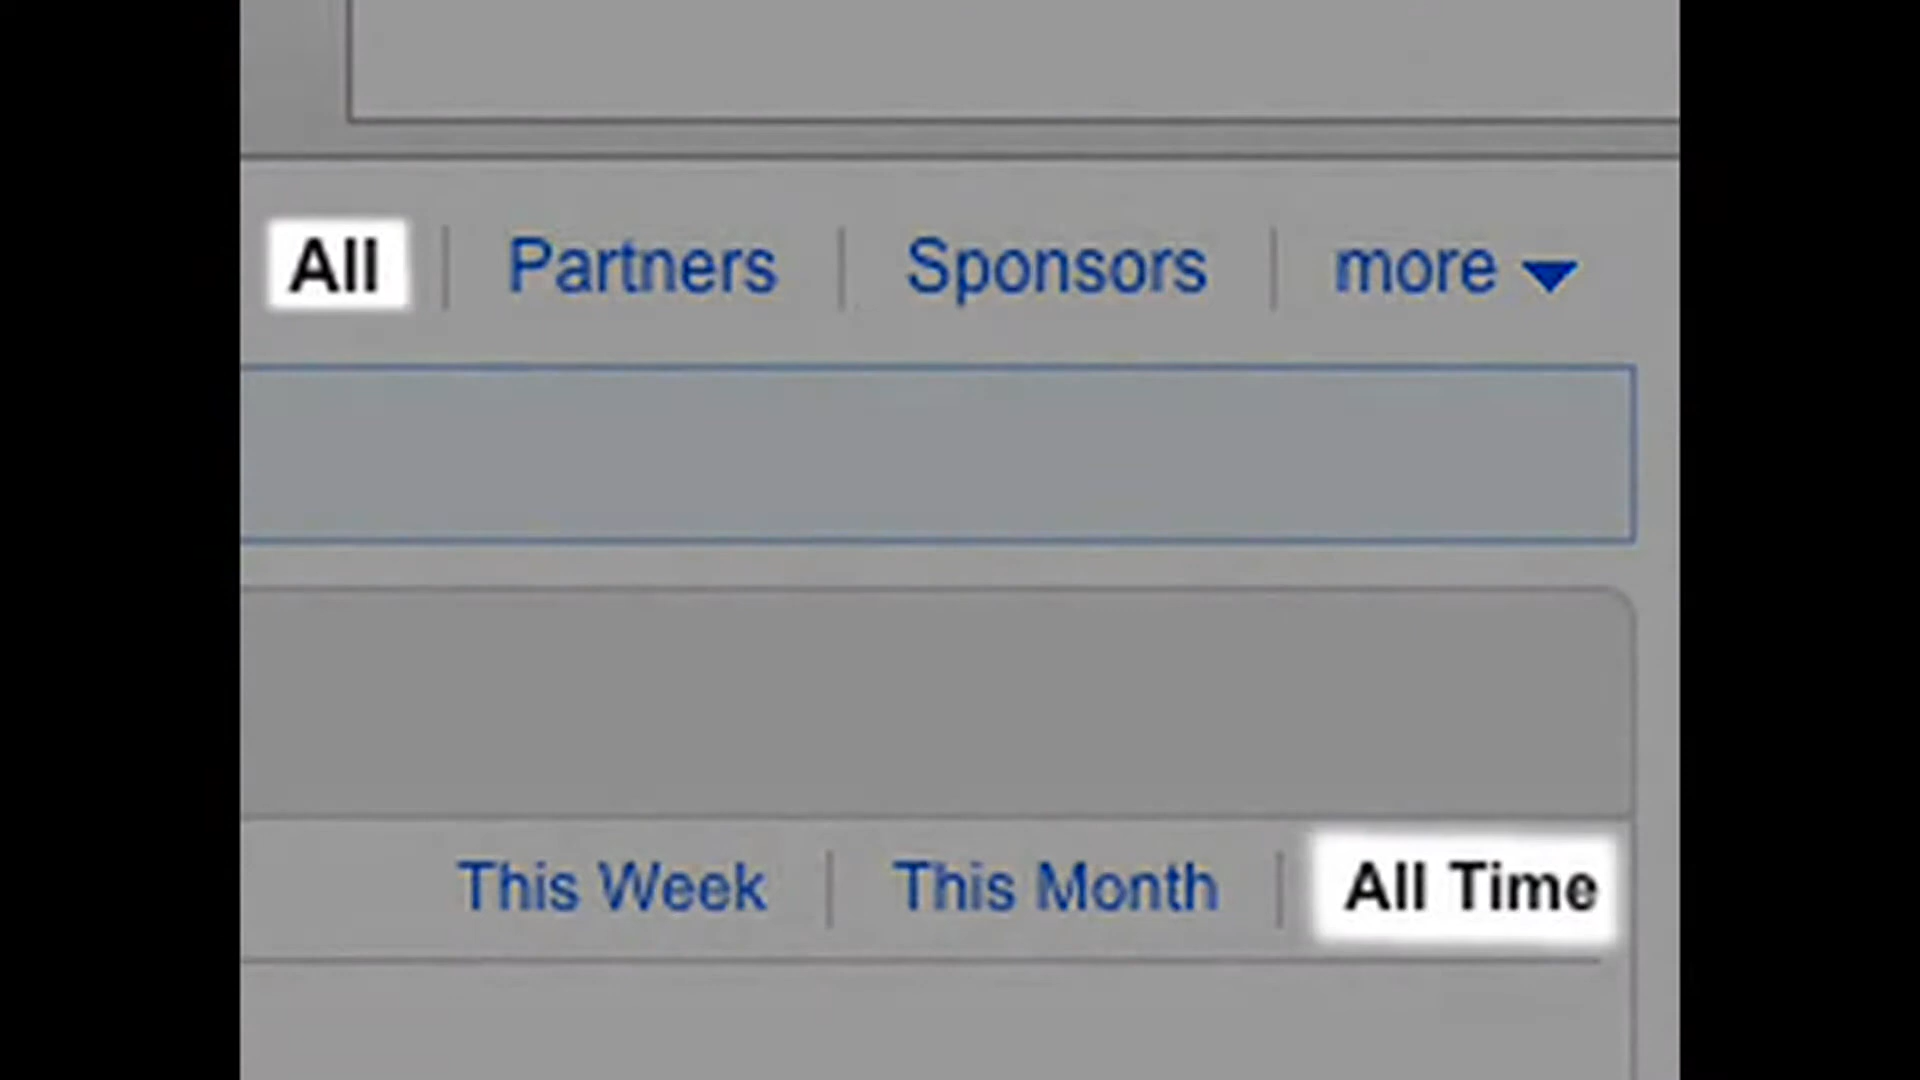 All | Partners | Sponsors | more ▼
This Week | This Month | All Time